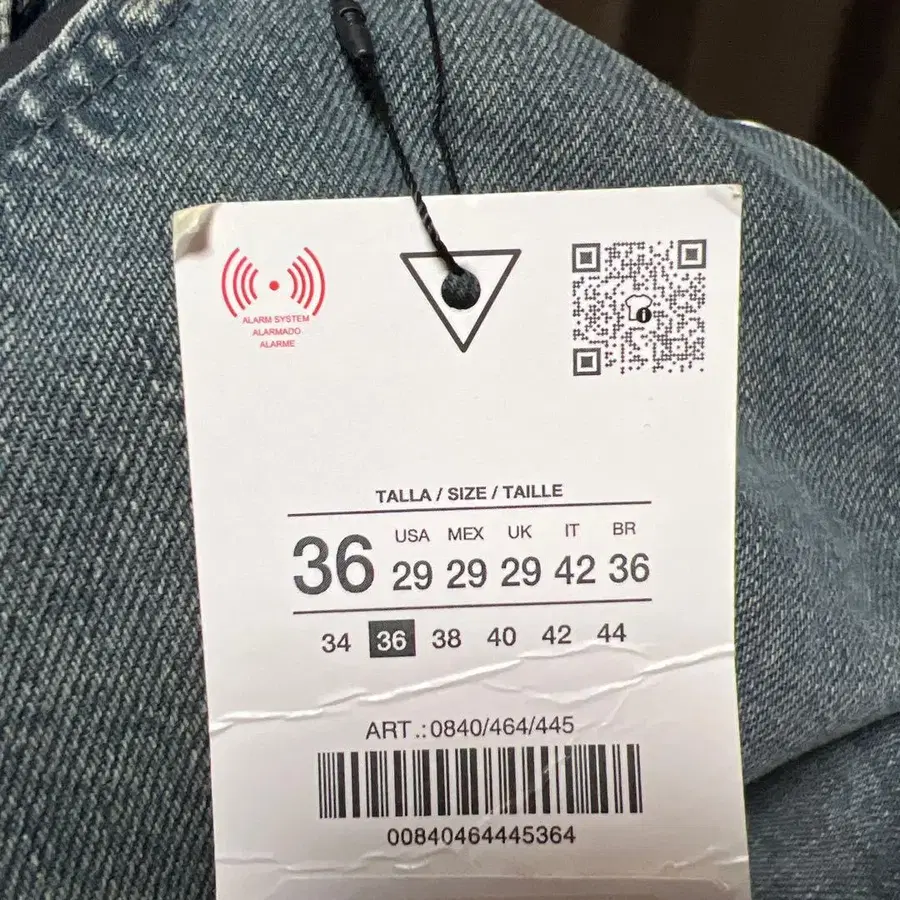 ALARM SYSTEM
ALARMADO
ALARME
TALLA / SIZE / TAILLE
USA MEX UK IT BR
36 29 29 29 42 36
34 36 38 40 42 44
ART.:0840/464/445
00840464445364